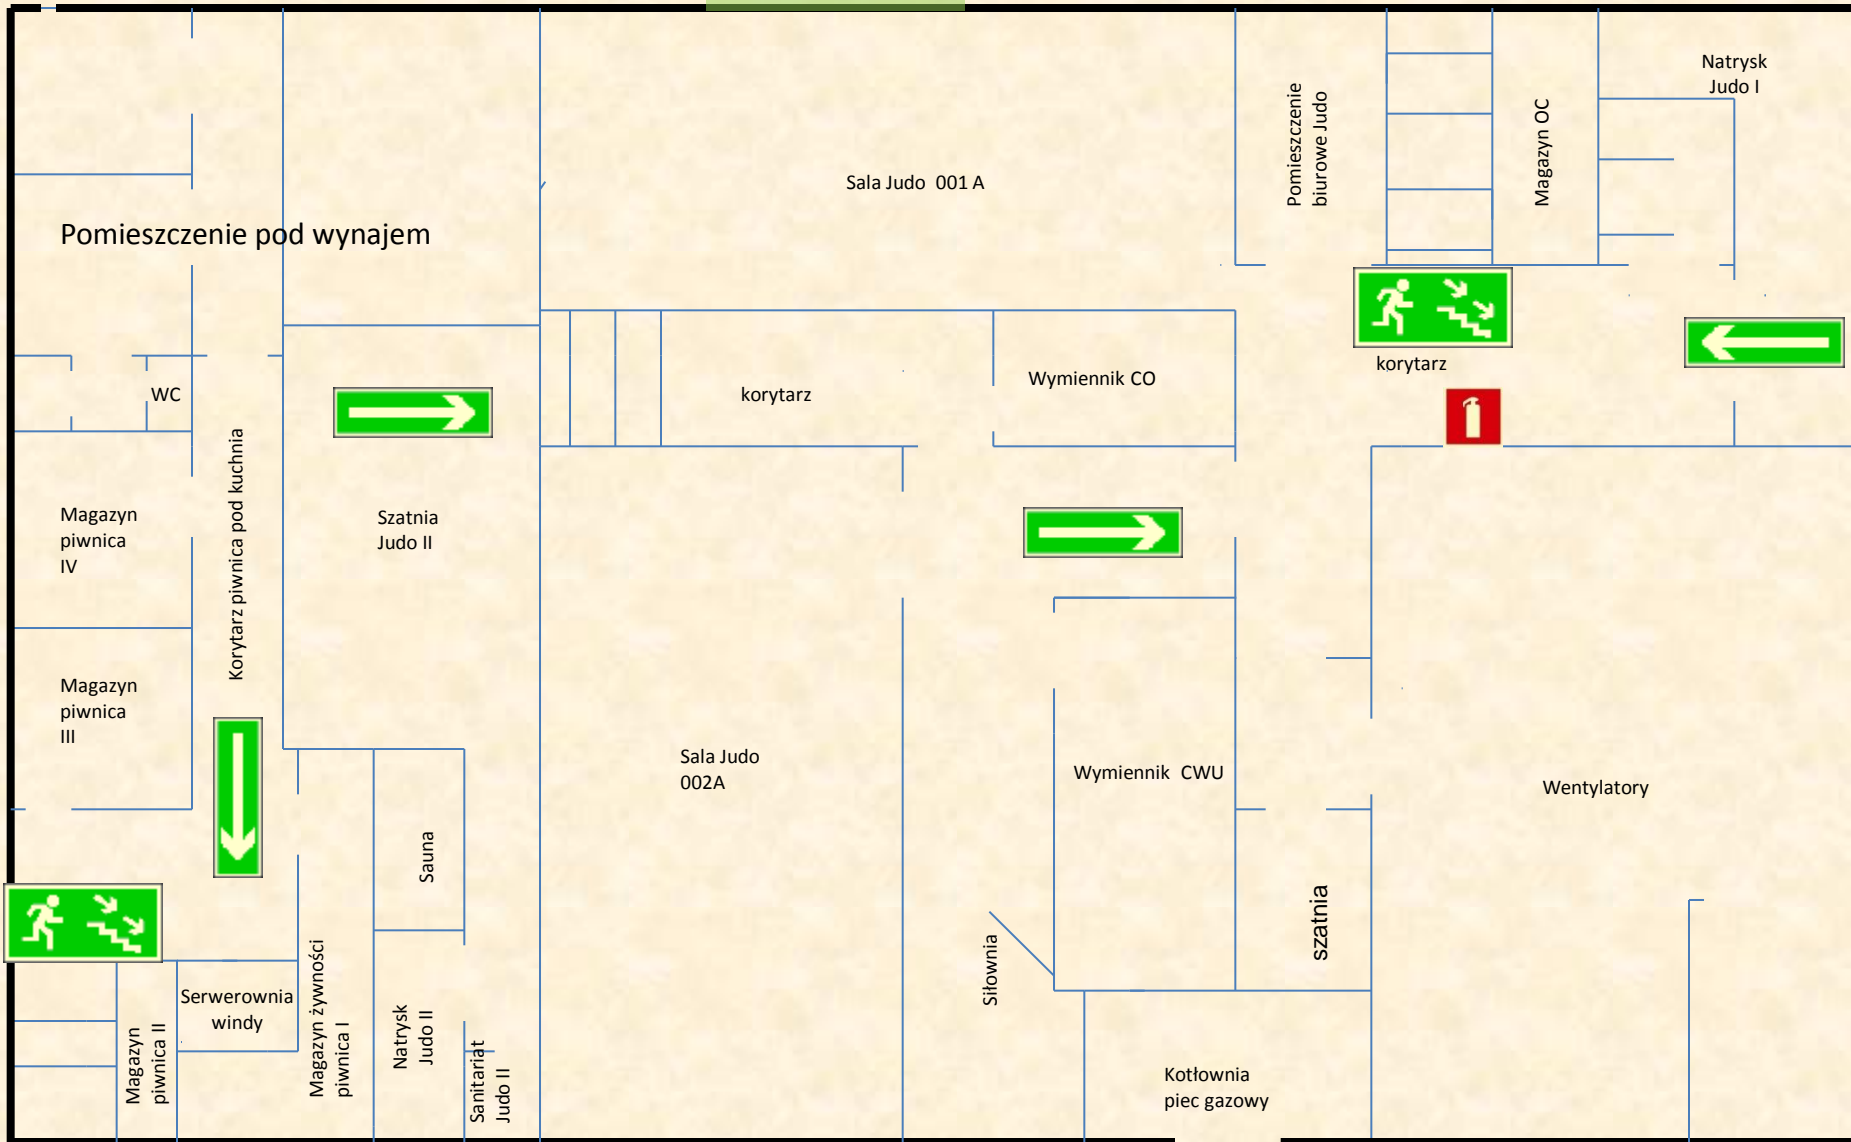 Natrysk
Judo I
Pomieszczenie
biurowe Judo
Magazyn OC
Sala Judo  001 A
Pomieszczenie pod wynajem
korytarz
Wymiennik CO
korytarz
WC
Korytarz piwnica pod kuchnia
Magazyn
piwnica
IV
Szatnia
Judo II
Magazyn
piwnica
III
Sala Judo
002A
Wymiennik  CWU
Wentylatory
Sauna
szatnia
Siłownia
Serwerownia
windy
Magazyn
piwnica II
Magazyn żywności
piwnica I
Natrysk
Judo II
Sanitariat
Judo II
Kotłownia
piec gazowy